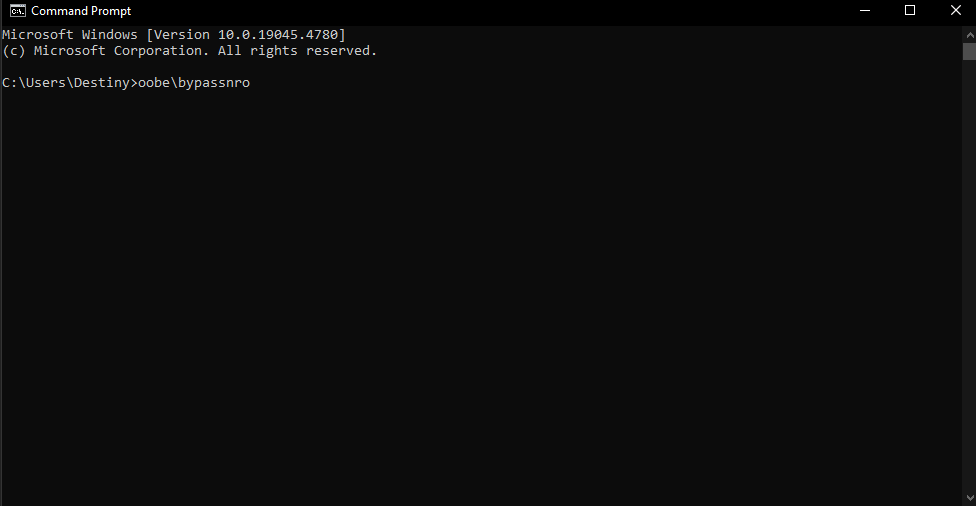 Command Prompt
Microsoft Windows [Version 10.0.19045.4780]
(c) Microsoft Corporation. All rights reserved.
C:\Users\Destiny>oobe\bypassnro